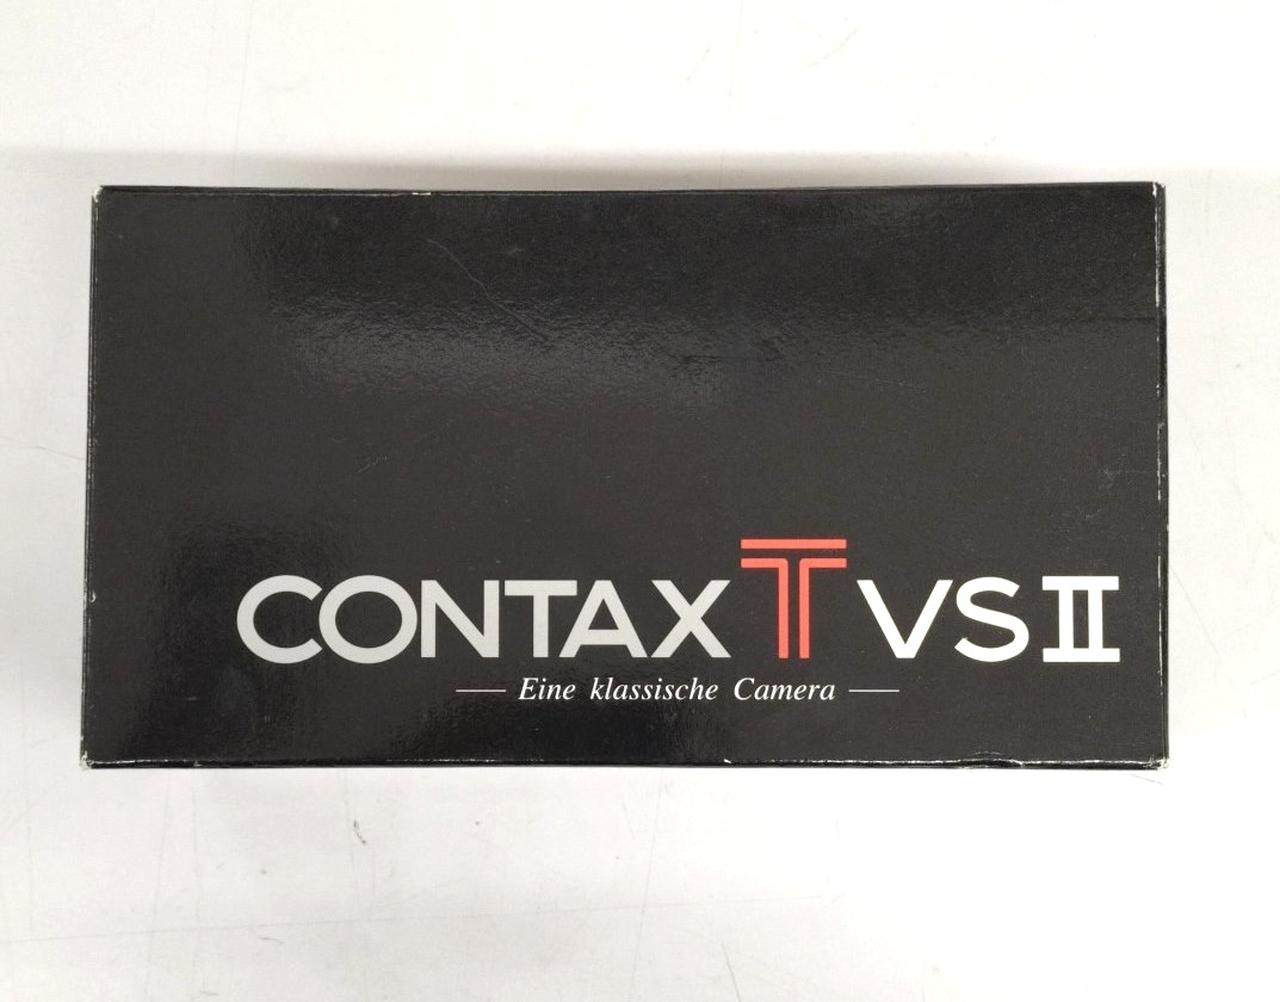 CONTAX T VS II
Eine klassische Camera